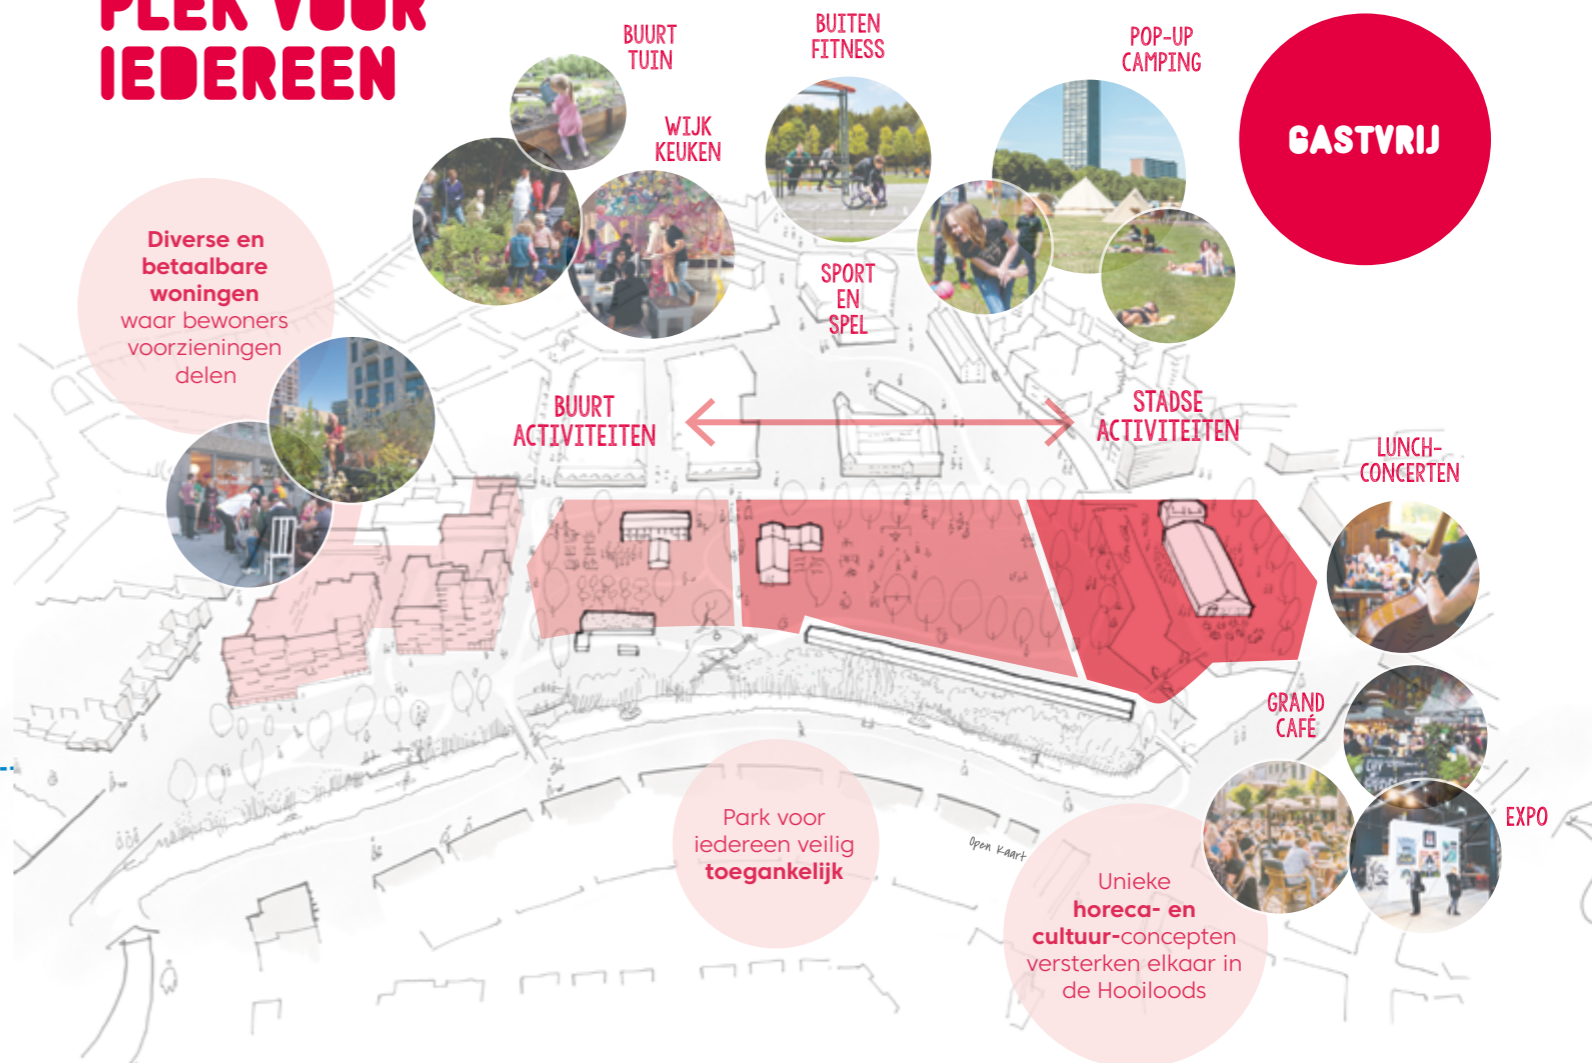 PLEK VOOR
IEDEREEN
BUURT
TUIN
WIJK
KEUKEN
BUITEN
FITNESS
POP-UP
CAMPING
GASTVRIJ
Diverse en
betaalbare
woningen
waar bewoners
voorzieningen
delen
SPORT
EN
SPEL
BUURT
ACTIVITEITEN
STADSE
ACTIVITEITEN
LUNCH-
CONCERTEN
GRAND
CAFÉ
EXPO
Park voor
iedereen veilig
toegankelijk
Open Kaart
Unieke
horeca- en
cultuur-concepten
versterken elkaar in
de Hooiloods